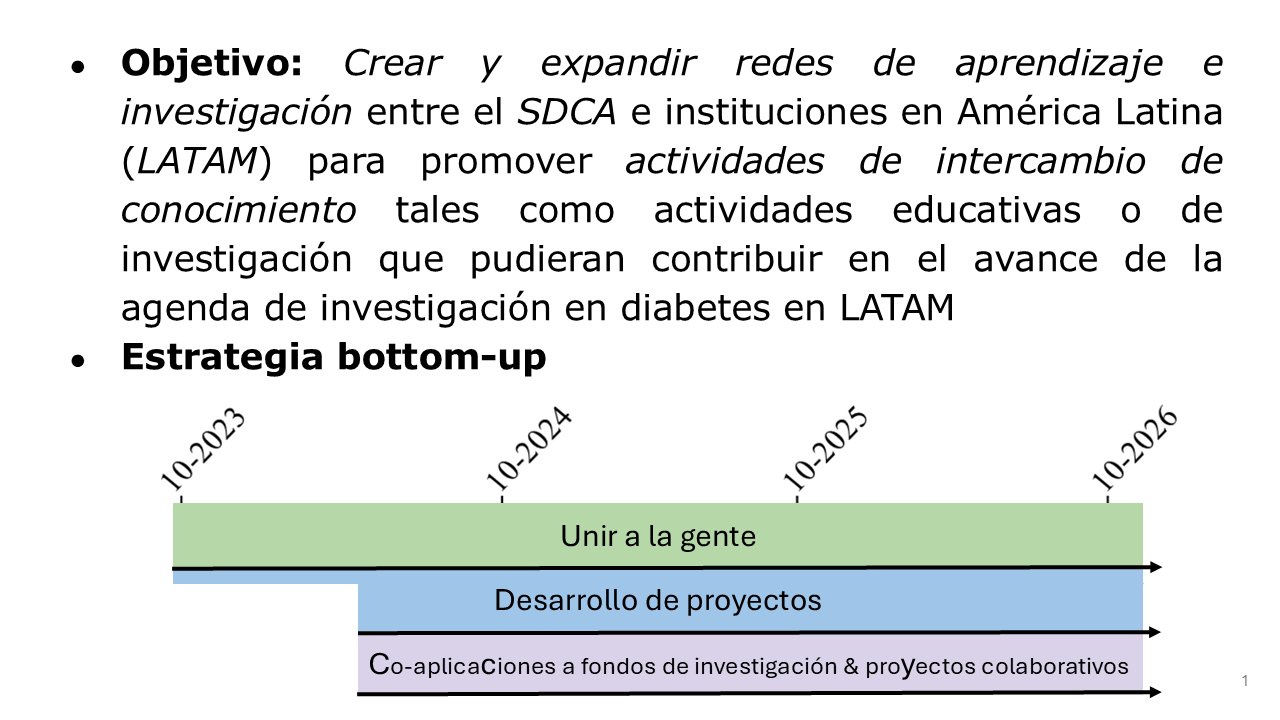 ● Objetivo: Crear y expandir redes de aprendizaje e
investigación entre el SDCA e instituciones en América Latina
(LATAM) para promover actividades de intercambio de
conocimiento tales como actividades educativas o de
investigación que pudieran contribuir en el avance de la
agenda de investigación en diabetes en LATAM
● Estrategia bottom-up
10-2023
10-2024
10-2025
10-2026
Unir a la gente
Desarrollo de proyectos
Co-aplicaciones a fondos de investigación & proyectos colaborativos
1